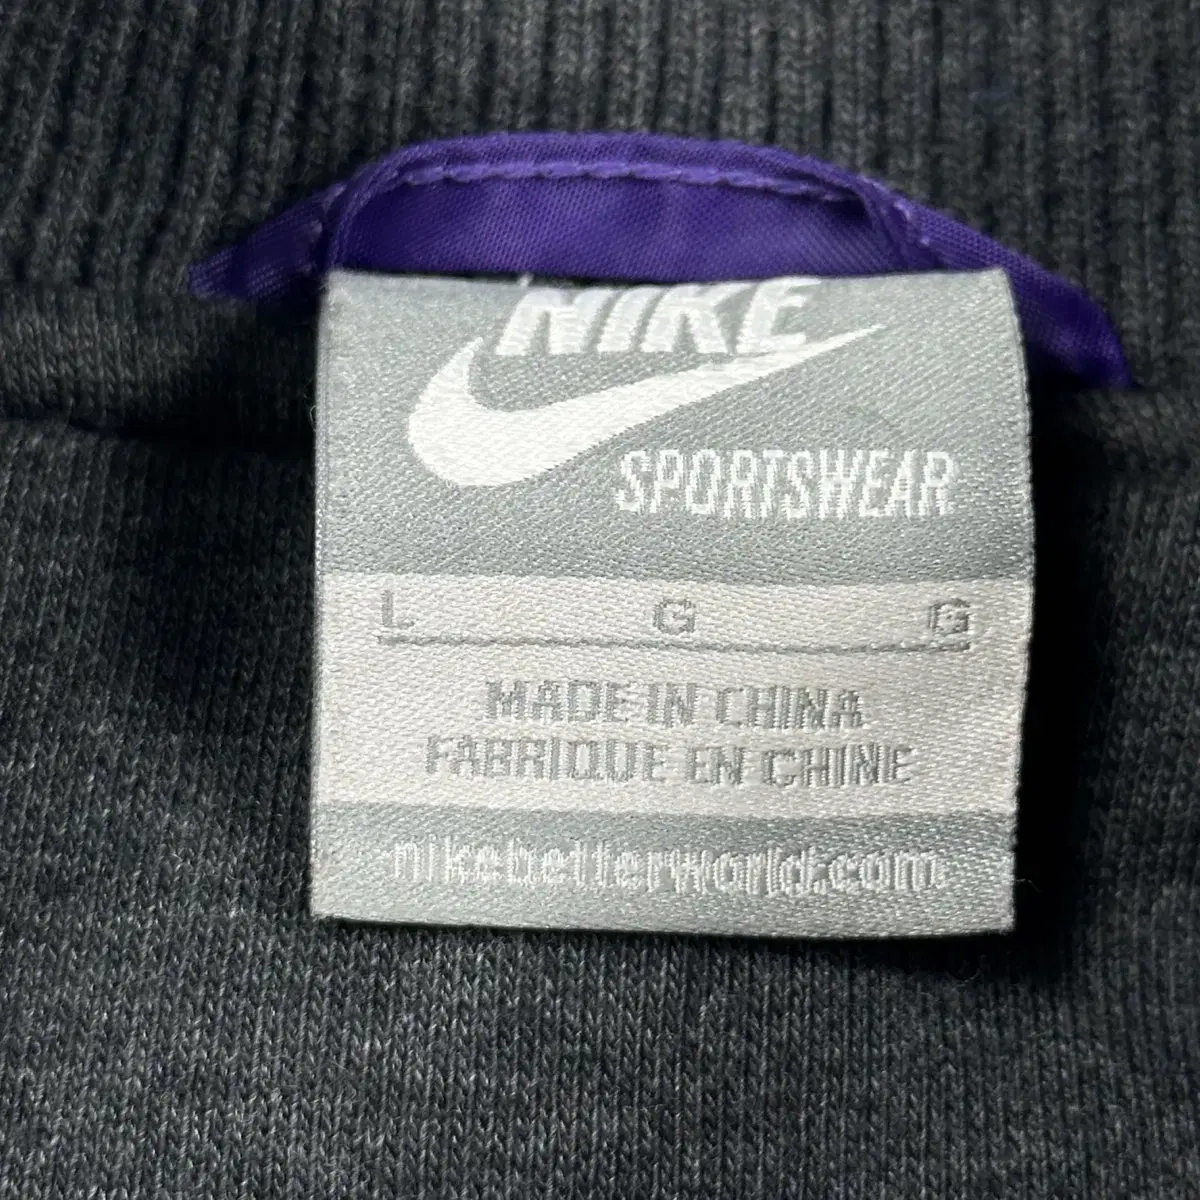 NIKE
SPORTSWEAR
L G G
MADE IN CHINA
FABRIQUE EN CHINE
nikebetterworld.com